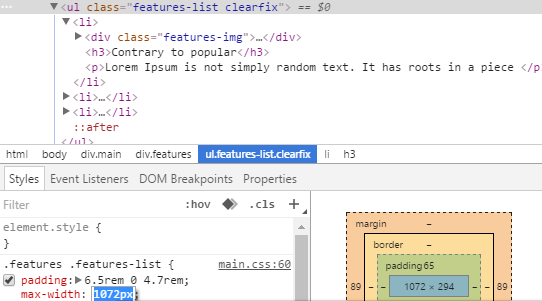 <ul class="features-list clearfix"> == $0
<li>
<div class="features-img">…</div>
<h3>Contrary to popular</h3>
<p>Lorem Ipsum is not simply random text. It has roots in a piece </p
</li>
<li>…</li>
<li>…</li>
::after
</ul>
html body div.main div.features ul.features-list.clearfix li h3
Styles Event Listeners DOM Breakpoints Properties
Filter :hov .cls +
element.style {
}
.features .features-list { main.css:60
padding: 6.5rem 0 4.7rem;
max-width: 1072px;
margin –
border –
padding 65
89 – – 1072 × 294 – – 89